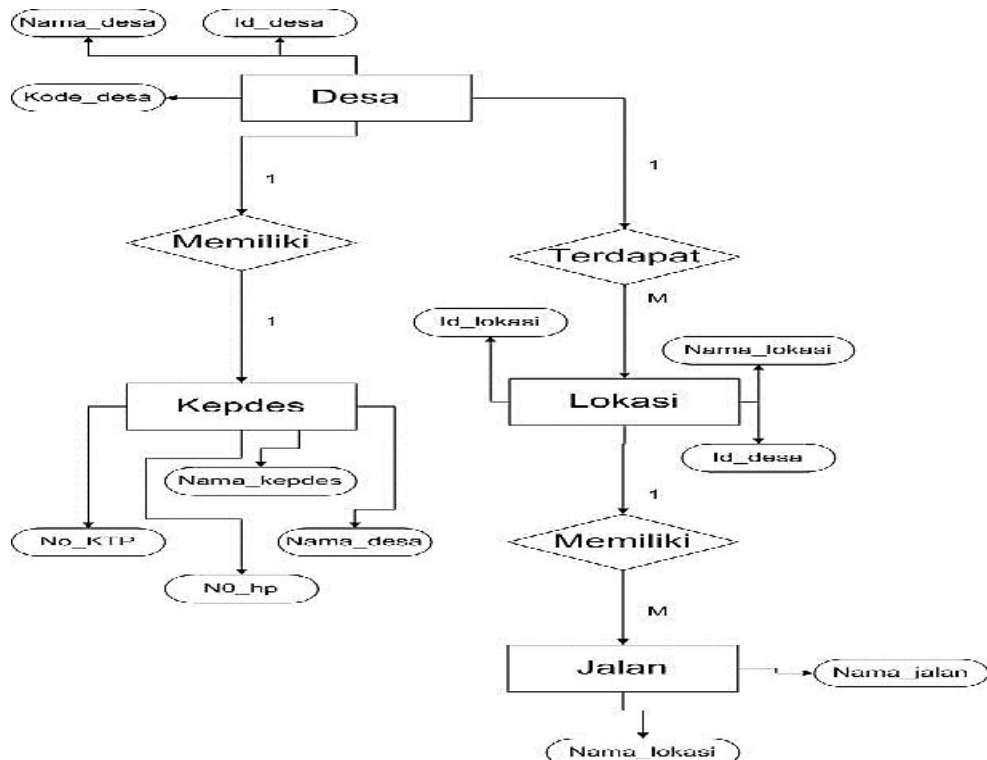 Nama_desa
Id_desa
Kode_desa
Desa
1
1
Memiliki
Terdapat
1
M
Id_lokasi
Nama_lokasi
Kepdes
Lokasi
Id_desa
Nama_kepdes
1
No_KTP
Nama_desa
Memiliki
N0_hp
M
Jalan
Nama_jalan
Nama_lokasi